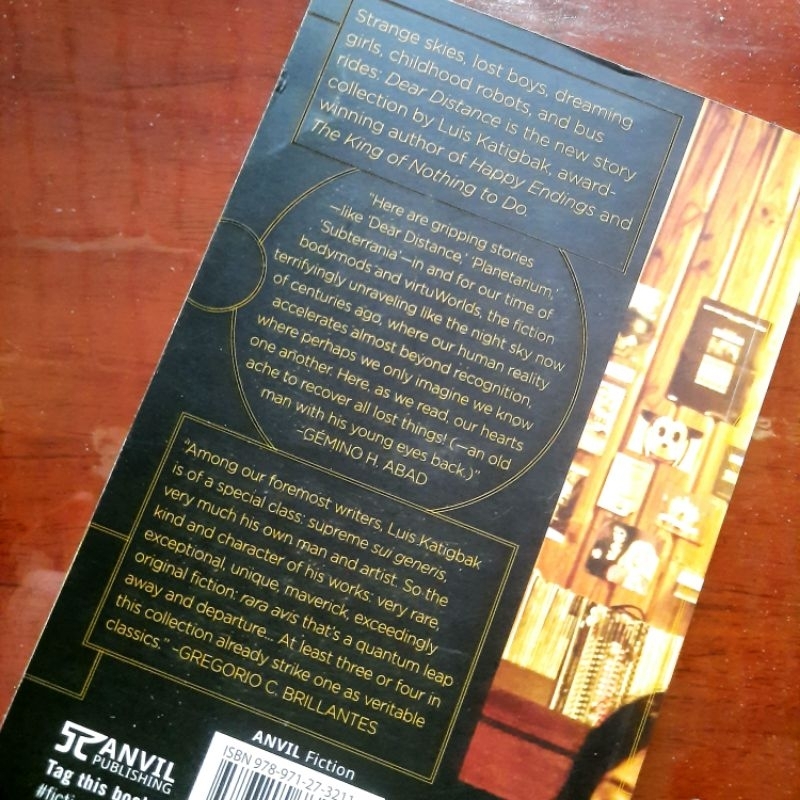 Strange skies, lost boys, dreaming
girls, childhood robots, and bus
rides: Dear Distance is the new story
collection by Luis Katigbak, award-
winning author of Happy Endings and
The King of Nothing to Do.
"Here are gripping stories
—like 'Dear Distance,' 'Planetarium,'
'Subterrania'—in and for our time of
bodymods and virtuWorlds, the fiction
terrifyingly unraveling like the night sky now
of centuries ago, where our human reality
accelerates almost beyond recognition,
where perhaps we only imagine we know
one another. Here, as we read, our hearts
ache to recover all lost things! (—an old
man with his young eyes back.)"
-GÉMINO H. ABAD
"Among our foremost writers, Luis Katigbak
is of a special class: supreme sui generis,
very much his own man and artist. So the
kind and character of his works: very rare,
exceptional, unique, maverick, exceedingly
original fiction: rara avis that's a quantum leap
away and departure... At least three or four in
this collection already strike one as veritable
classics." -GREGORIO C. BRILLANTES
ANVIL
PUBLISHING
Tag this book
#fictio
ANVIL Fiction
ISBN 978-971-27-3211